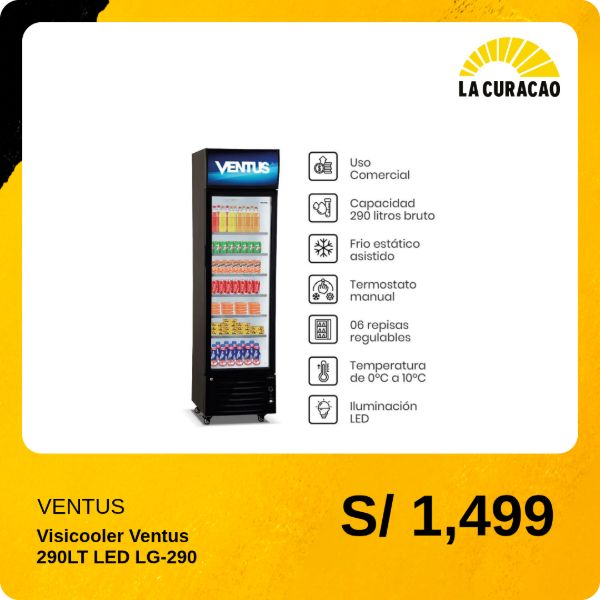 LA CURACAO
VENTUS
Uso
Comercial
Capacidad
290 litros bruto
Frio estático
asistido
Termostato
manual
06 repisas
regulables
Temperatura
de 0°C a 10°C
Iluminación
LED
VENTUS
Visicooler Ventus
290LT LED LG-290
S/ 1,499